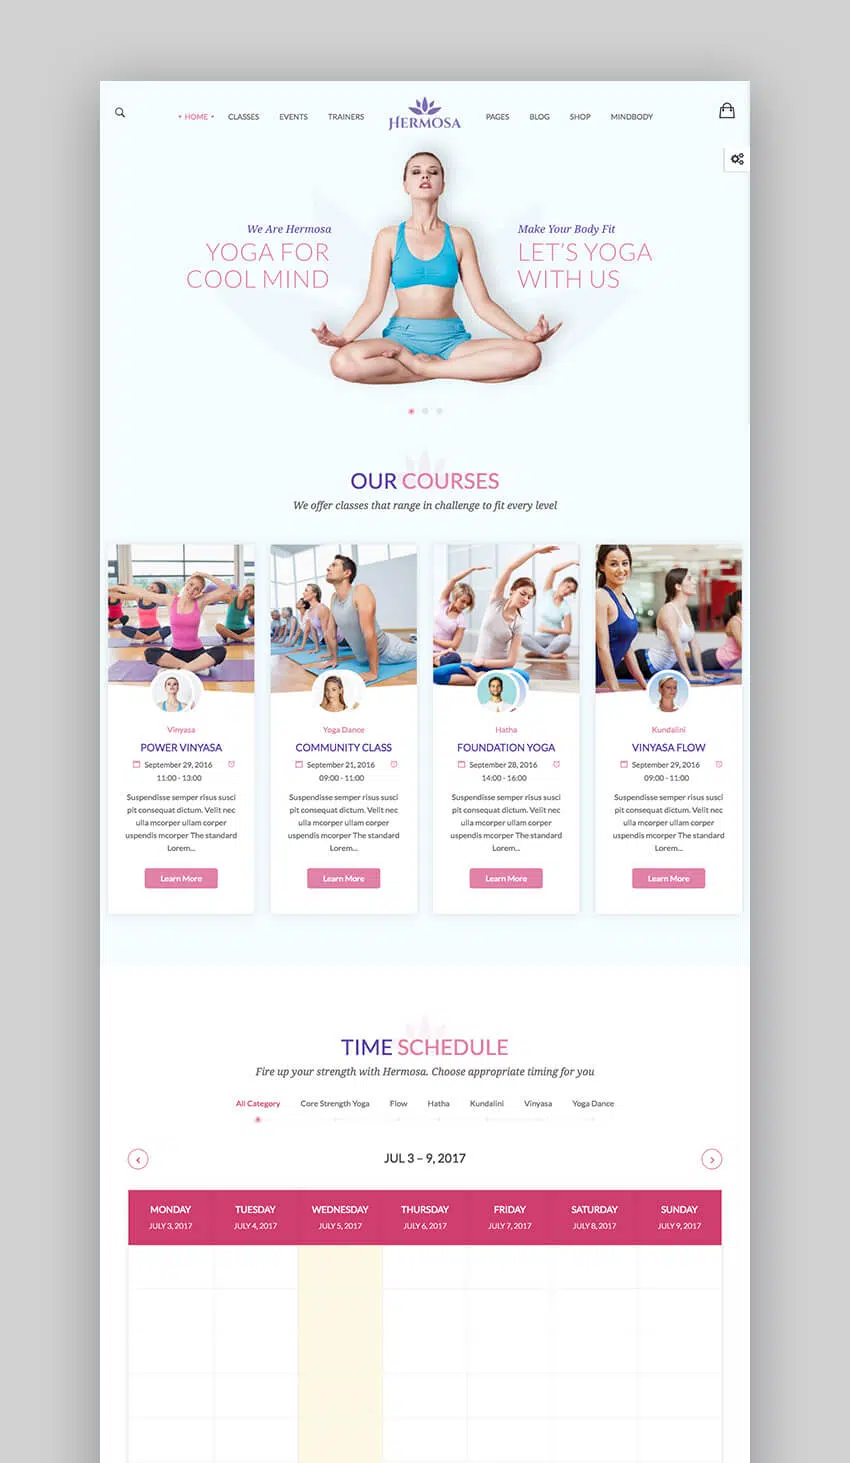 HOME CLASSES EVENTS TRAINERS HERMOSA PAGES BLOG SHOP MINDBODY
We Are Hermosa
YOGA FOR
COOL MIND
Make Your Body Fit
LET'S YOGA
WITH US
OUR COURSES
We offer classes that range in challenge to fit every level
Vinyasa
POWER VINYASA
September 29, 2016
11:00 - 13:00
Suspendisse semper risus susci
pit consequat dictum. Velit nec
ulla mcorper ullam corper
uspendis mcorper The standard
Lorem...
Learn More
Yoga Dance
COMMUNITY CLASS
September 21, 2016
09:00 - 11:00
Suspendisse semper risus susci
pit consequat dictum. Velit nec
ulla mcorper ullam corper
uspendis mcorper The standard
Lorem...
Learn More
Hatha
FOUNDATION YOGA
September 28, 2016
14:00 - 16:00
Suspendisse semper risus susci
pit consequat dictum. Velit nec
ulla mcorper ullam corper
uspendis mcorper The standard
Lorem...
Learn More
Kundalini
VINYASA FLOW
September 29, 2016
09:00 - 11:00
Suspendisse semper risus susci
pit consequat dictum. Velit nec
ulla mcorper ullam corper
uspendis mcorper The standard
Lorem...
Learn More
TIME SCHEDULE
Fire up your strength with Hermosa. Choose appropriate timing for you
All Category Core Strength Yoga Flow Hatha Kundalini Vinyasa Yoga Dance
JUL 3 – 9, 2017
MONDAY TUESDAY WEDNESDAY THURSDAY FRIDAY SATURDAY SUNDAY
JULY 3, 2017 JULY 4, 2017 JULY 5, 2017 JULY 6, 2017 JULY 7, 2017 JULY 8, 2017 JULY 9, 2017